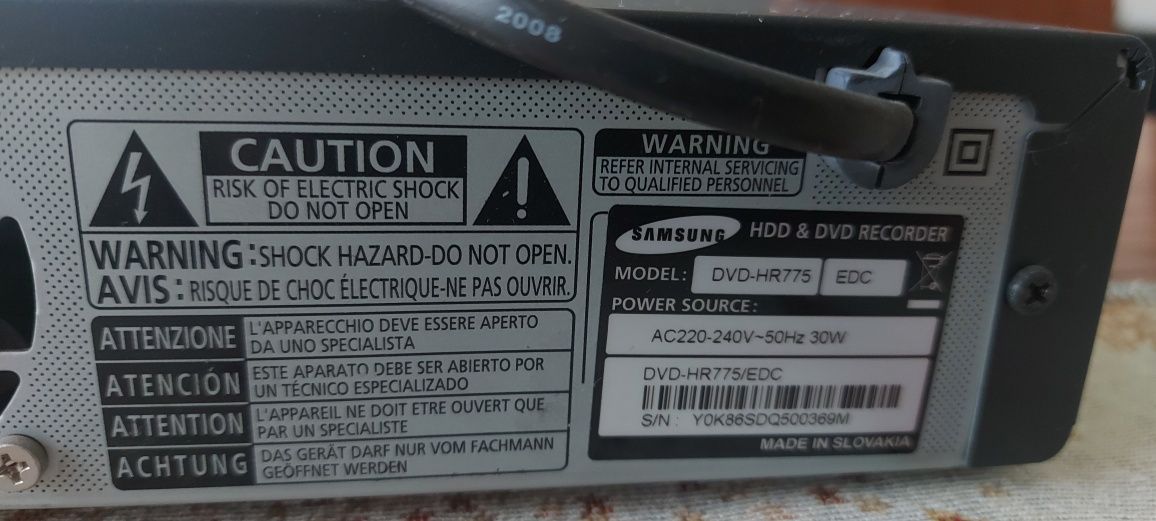 2008
CAUTION
RISK OF ELECTRIC SHOCK
DO NOT OPEN
WARNING : SHOCK HAZARD-DO NOT OPEN.
AVIS : RISQUE DE CHOC ÉLECTRIQUE-NE PAS OUVRIR.
ATTENZIONE
L'APPARECCHIO DEVE ESSERE APERTO
DA UNO SPECIALISTA
ATENCIÓN
ESTE APARATO DEBE SER ABIERTO POR
UN TÉCNICO ESPECIALIZADO
ATTENTION
L'APPAREIL NE DOIT ETRE OUVERT QUE
PAR UN SPECIALISTE
ACHTUNG
DAS GERÄT DARF NUR VOM FACHMANN
GEÖFFNET WERDEN
WARNING
REFER INTERNAL SERVICING
TO QUALIFIED PERSONNEL
SAMSUNG HDD & DVD RECORDER
MODEL: DVD-HR775 EDC
POWER SOURCE:
AC220-240V~50Hz 30W
DVD-HR775/EDC
S/N : Y0K86SDQ500369M
MADE IN SLOVAKIA